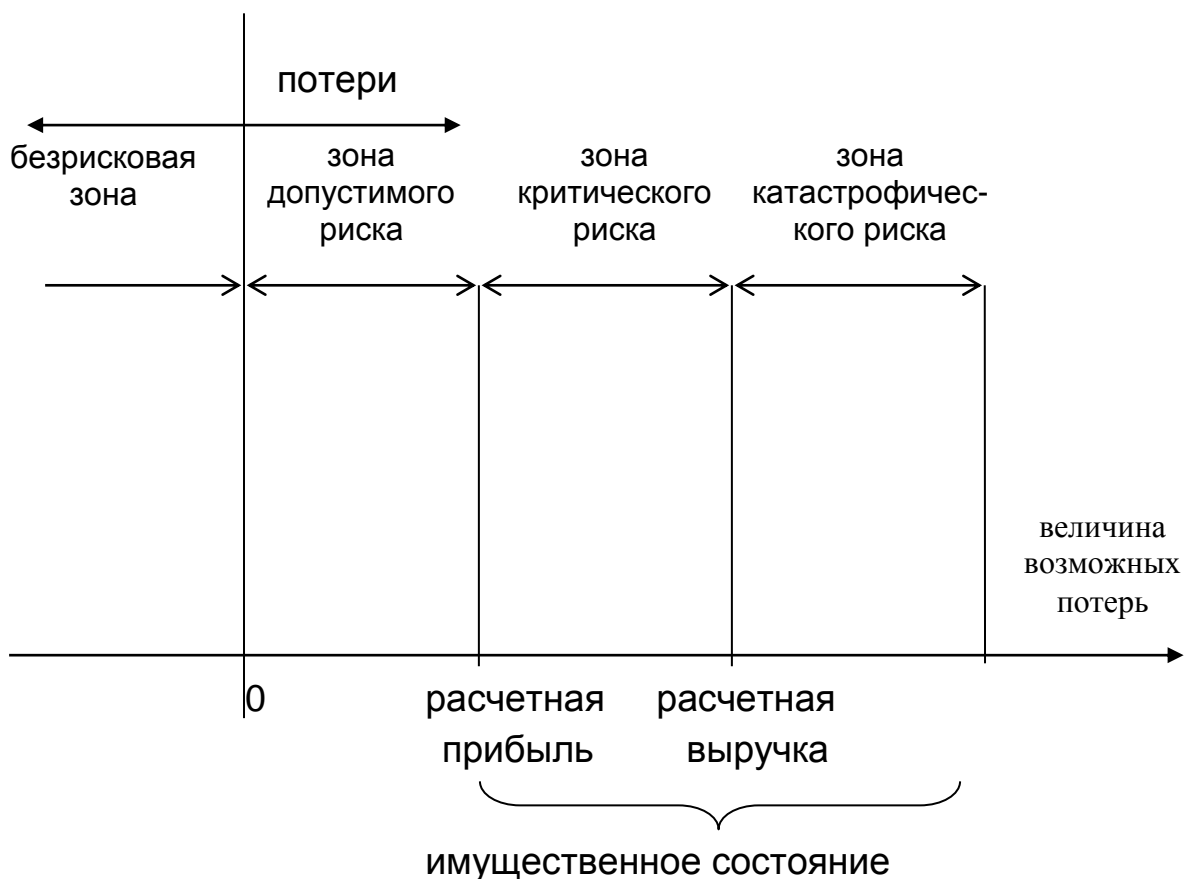 потери
безрисковая
зона
зона
допустимого
риска
зона
критического
риска
зона
катастрофичес-
кого риска
величина
возможных
потерь
0
расчетная
прибыль
расчетная
выручка
имущественное состояние